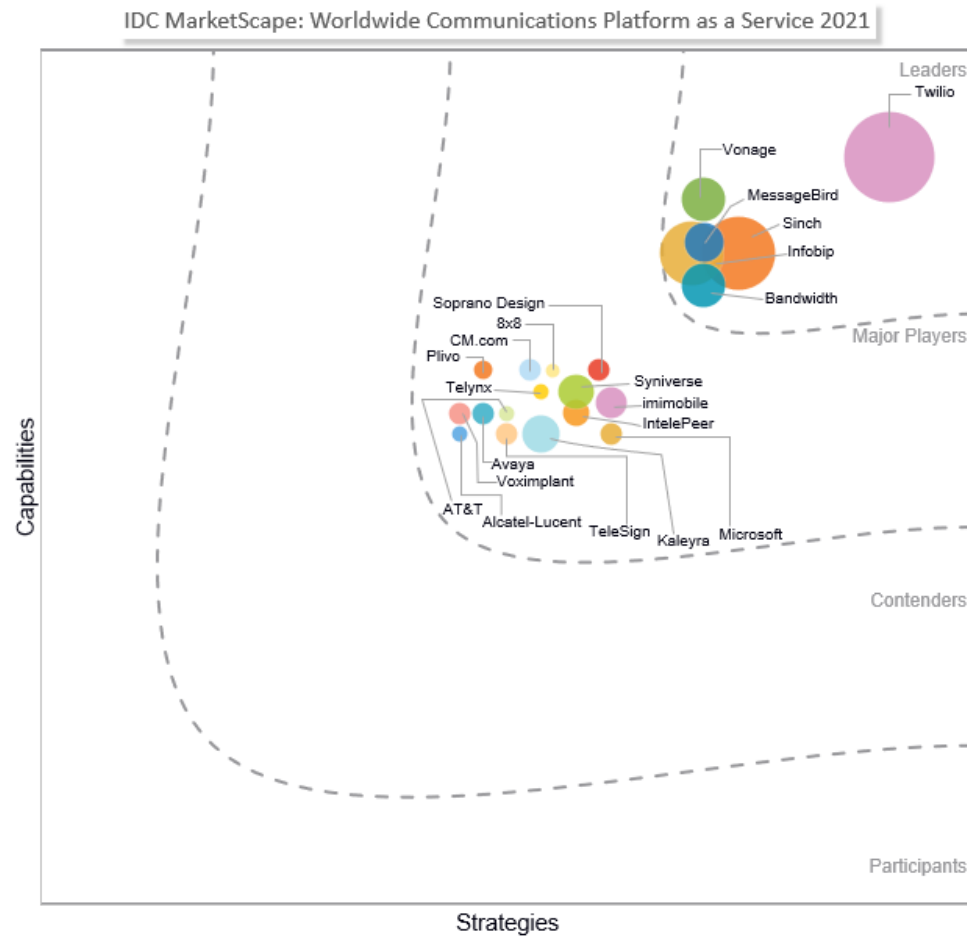 IDC MarketScape: Worldwide Communications Platform as a Service 2021
Leaders
Twilio
Vonage
MessageBird
Sinch
Infobip
Bandwidth
Soprano Design
8x8
Major Players
CM.com
Plivo
Telynx
Syniverse
imimobile
IntelePeer
Avaya
Voximplant
AT&T
Alcatel-Lucent
TeleSign
Kaleyra
Microsoft
Capabilities
Contenders
Participants
Strategies